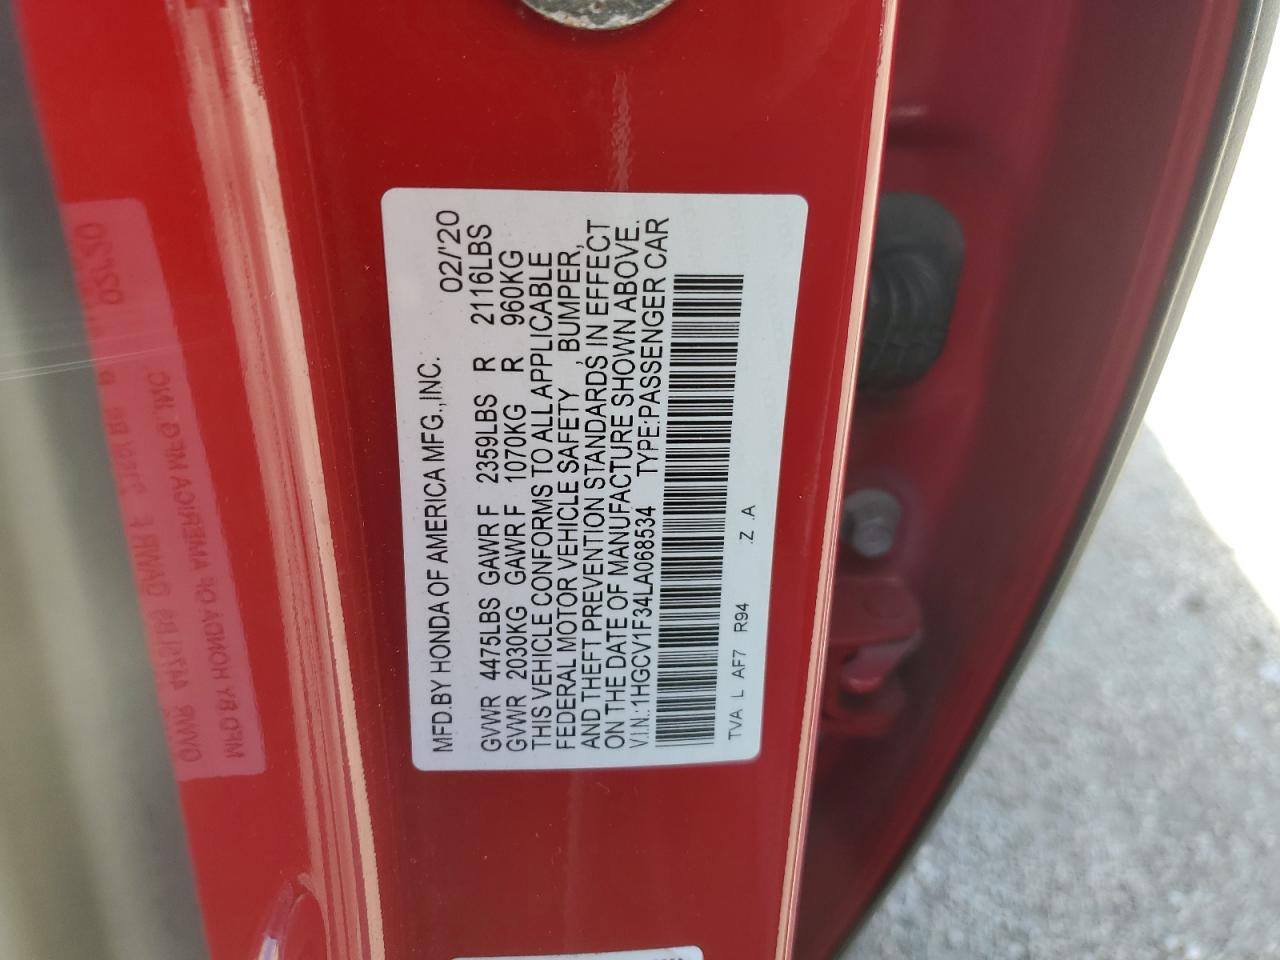 MFD.BY HONDA OF AMERICA MFG.,INC. 02/'20
GVWR 4475LBS GAWR F 2359LBS R 2116LBS
GVWR 2030KG GAWR F 1070KG R 960KG
THIS VEHICLE CONFORMS TO ALL APPLICABLE
FEDERAL MOTOR VEHICLE SAFETY , BUMPER,
AND THEFT PREVENTION STANDARDS IN EFFECT
ON THE DATE OF MANUFACTURE SHOWN ABOVE.
V.I.N.:1HGCV1F34LA068534 TYPE:PASSENGER CAR
TVA L AF7 R94 .Z .A